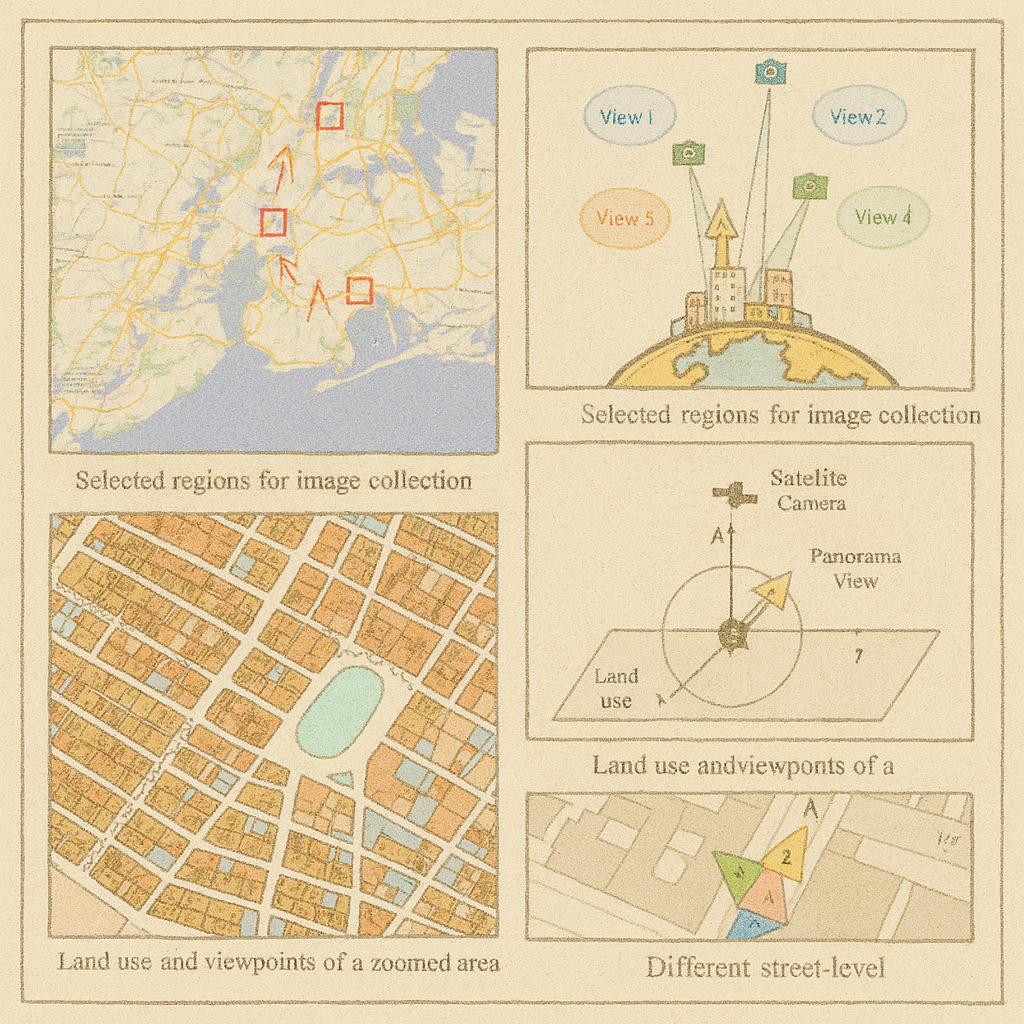 Selected regions for image collection
View 1
View 2
View 5
View 4
Selected regions for image collection
Satelite
Camera
A
Panorama
View
Land
use
?
Land use andviewponts of a
Land use and viewpoints of a zoomed area
A
2
A
A
Different street-level